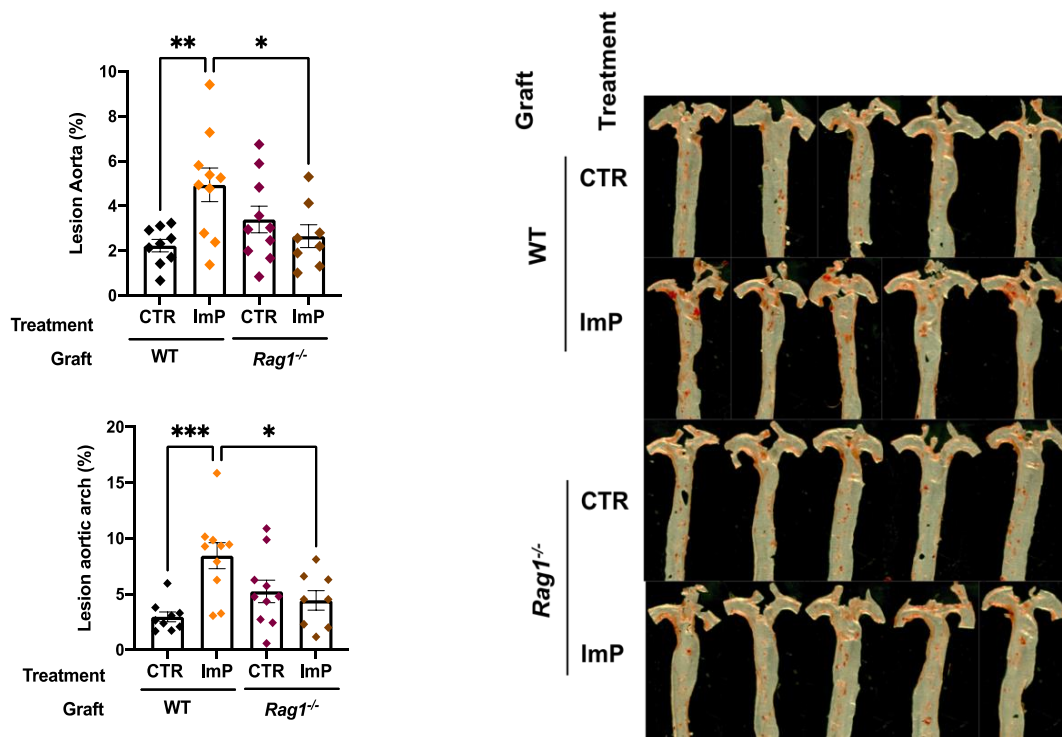 ** *
Lesion Aorta (%)
10
8
6
4
2
0
Treatment CTR ImP CTR ImP
Graft WT Rag1-/-
*** *
Lesion aortic arch (%)
20
15
10
5
0
Treatment CTR ImP CTR ImP
Graft WT Rag1-/-
Graft Treatment
WT
CTR
ImP
Rag1-/-
CTR
ImP